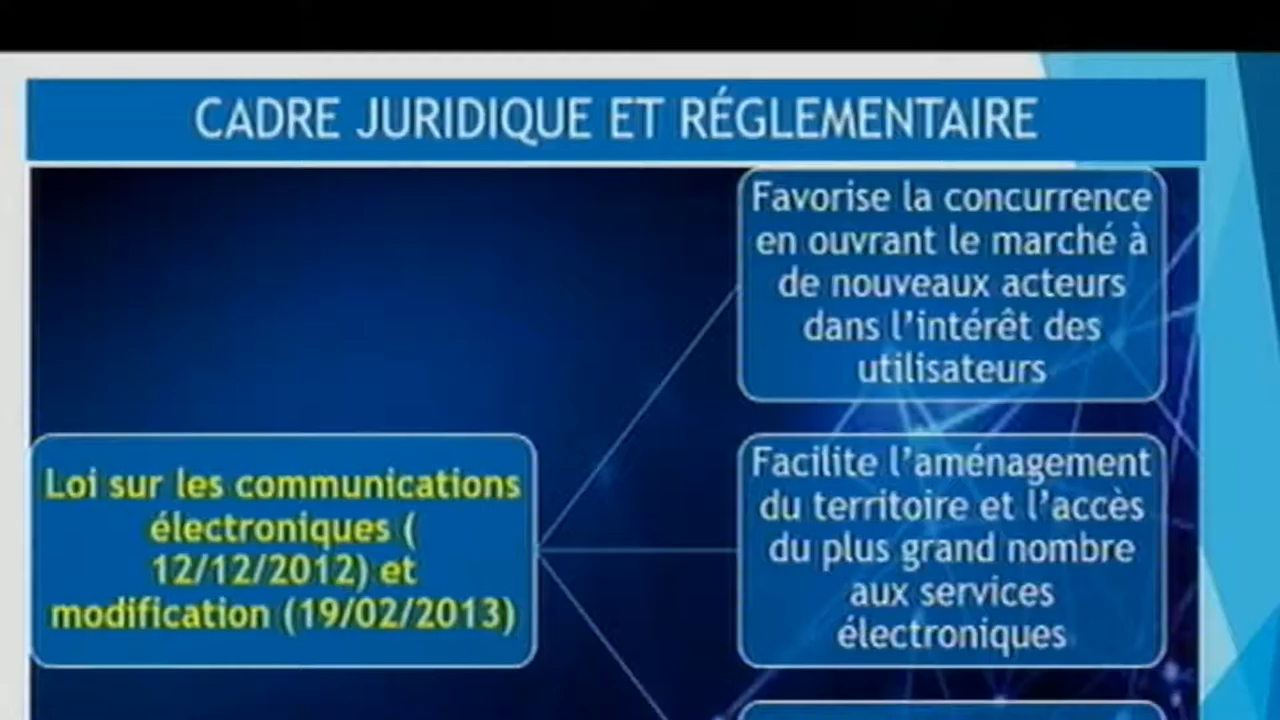 CADRE JURIDIQUE ET RÉGLEMENTAIRE
Favorise la concurrence
en ouvrant le marché à
de nouveaux acteurs
dans l'intérêt des
utilisateurs
Loi sur les communications
électroniques (
12/12/2012) et
modification (19/02/2013)
Facilite l'aménagement
du territoire et l'accès
du plus grand nombre
aux services
électroniques